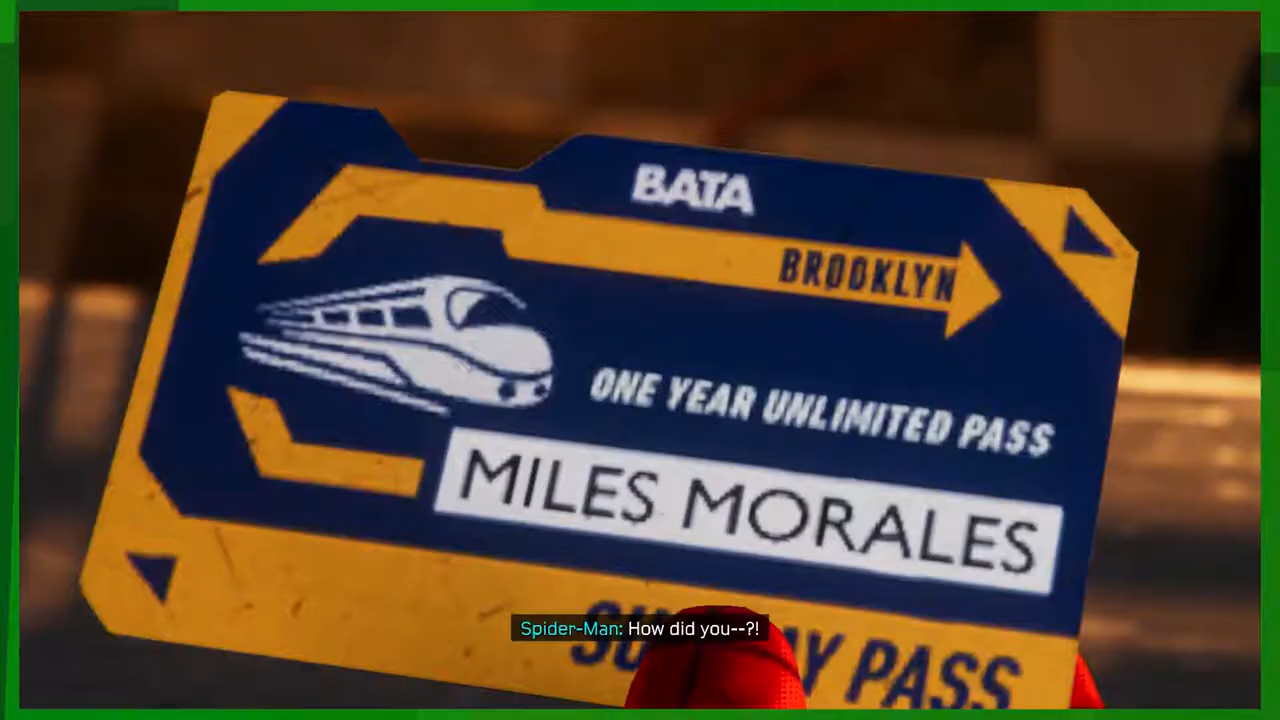 BATA
BROOKLYN
ONE YEAR UNLIMITED PASS
MILES MORALES
Spider-Man: How did you--?!
PASS